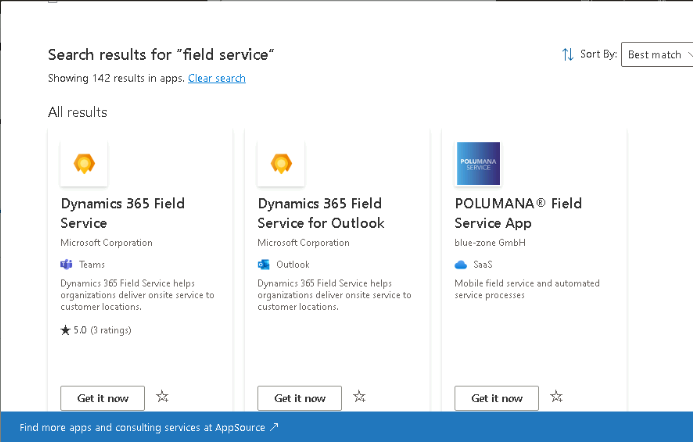 Search results for "field service"
Sort By: Best match
Showing 142 results in apps. Clear search
All results
Dynamics 365 Field
Service
Microsoft Corporation
Teams
Dynamics 365 Field Service helps
organizations deliver onsite service to
customer locations.
5.0 (3 ratings)
Get it now
Dynamics 365 Field
Service for Outlook
Microsoft Corporation
Outlook
Dynamics 365 Field Service helps
organizations deliver onsite service to
customer locations.
Get it now
POLUMANA
SERVICE
POLUMANA® Field
Service App
blue-zone GmbH
SaaS
Mobile field service and automated
service processes
Get it now
Find more apps and consulting services at AppSource